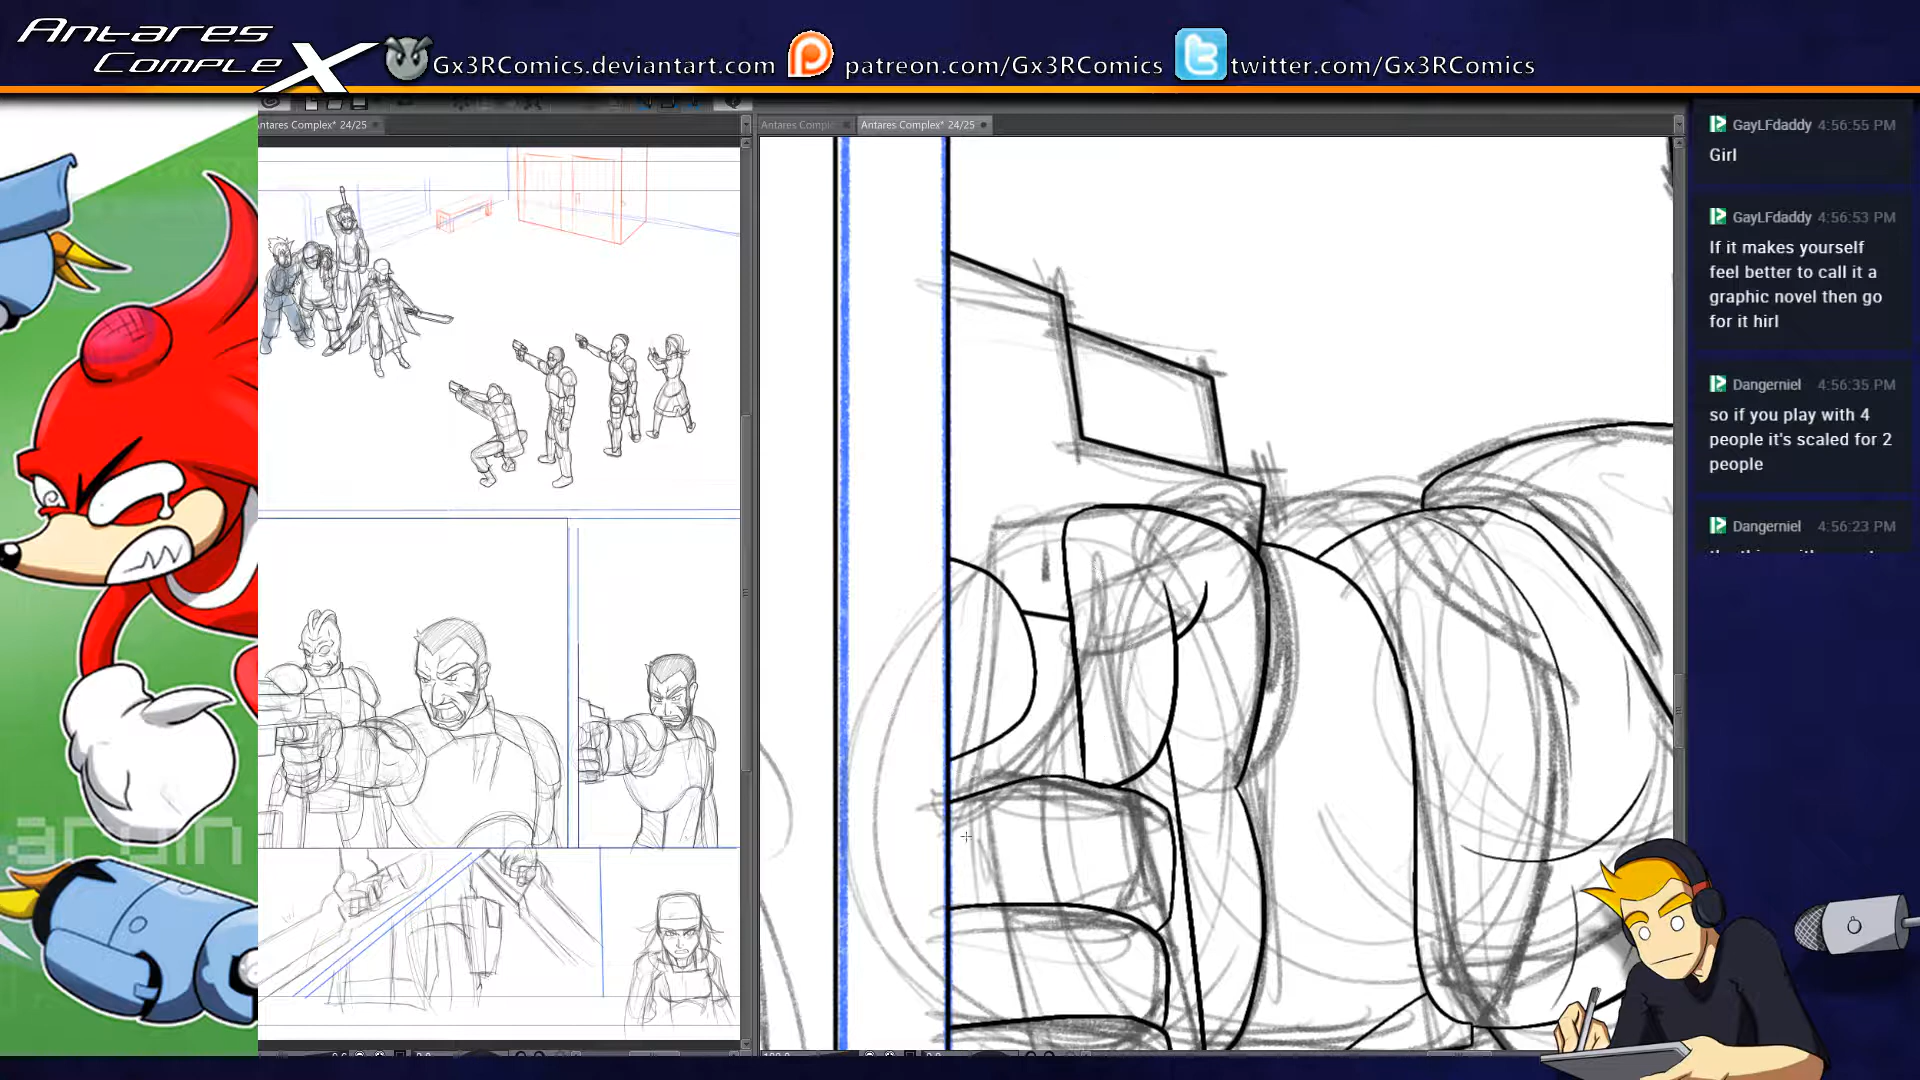 Antares
Complex
Gx3RComics.deviantart.com
patreon.com/Gx3RComics
twitter.com/Gx3RComics
Antares Complex* 24/25
Antares Comple
Antares Complex* 24/25
GayLFdaddy 4:56:55 PM
Girl
GayLFdaddy 4:56:53 PM
If it makes yourself
feel better to call it a
graphic novel then go
for it hirl
Dangerniel 4:56:35 PM
so if you play with 4
people it's scaled for 2
people
Dangerniel 4:56:23 PM